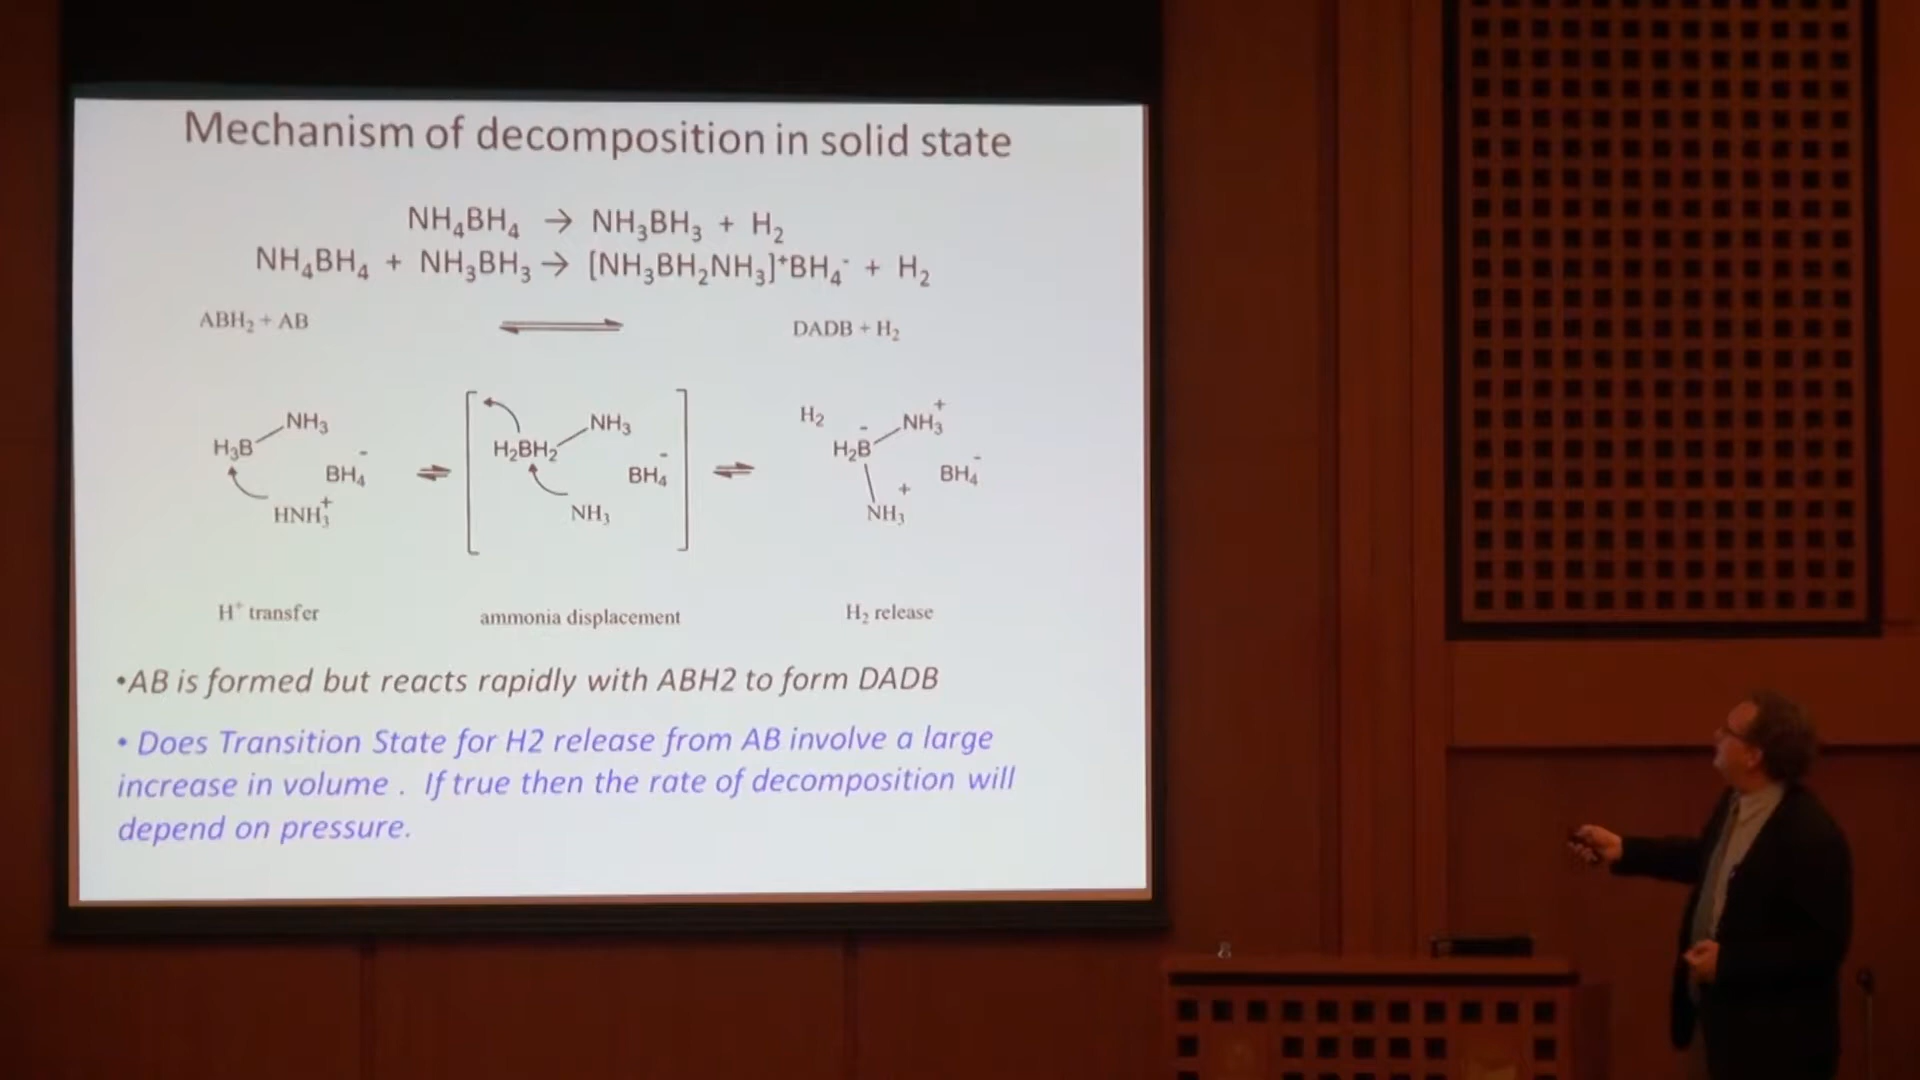 Mechanism of decomposition in solid state
NH₄BH₄ → NH₃BH₃ + H₂
NH₄BH₄ + NH₃BH₃ → [NH₃BH₂NH₃]⁺BH₄⁻ + H₂
ABH₂ + AB ⇌ DADB + H₂
H₃B NH₃ BH₄⁻ HNH₃⁺
⇌
[H₂BH₂ NH₃ BH₄⁻ NH₃]
⇌
H₂ H₂B⁻ NH₃⁺ BH₄⁻ NH₃⁺
H⁺ transfer
ammonia displacement
H₂ release
•AB is formed but reacts rapidly with ABH2 to form DADB
• Does Transition State for H2 release from AB involve a large
increase in volume . If true then the rate of decomposition will
depend on pressure.